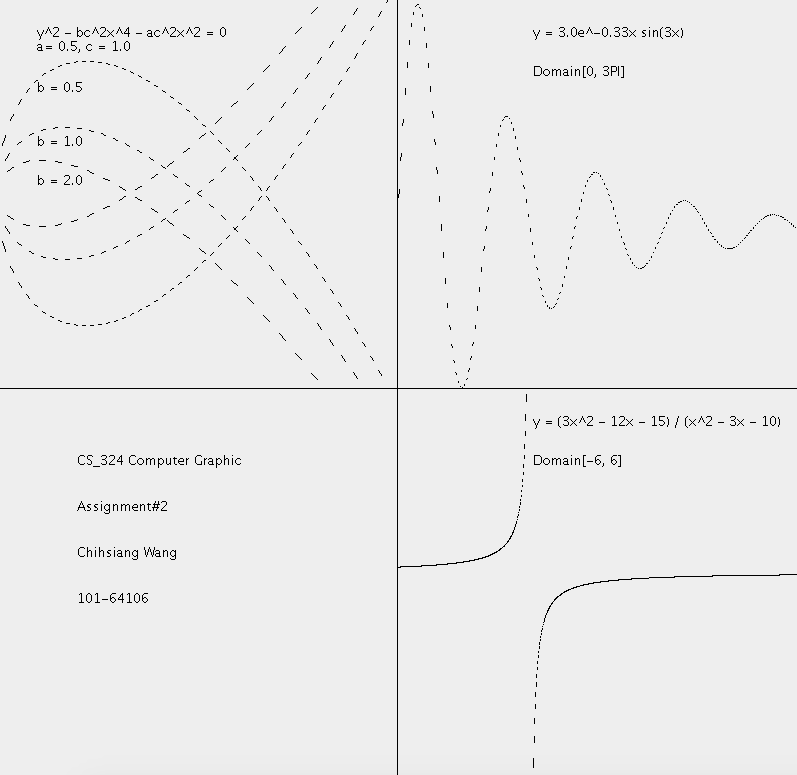 y^2 - bc^2x^4 - ac^2x^2 = 0
a= 0.5, c = 1.0
b = 0.5
b = 1.0
b = 2.0
y = 3.0e^-0.33x sin(3x)
Domain[0, 3PI]
CS_324 Computer Graphic
Assignment#2
Chihsiang Wang
101-64106
y = (3x^2 - 12x - 15) / (x^2 - 3x - 10)
Domain[-6, 6]